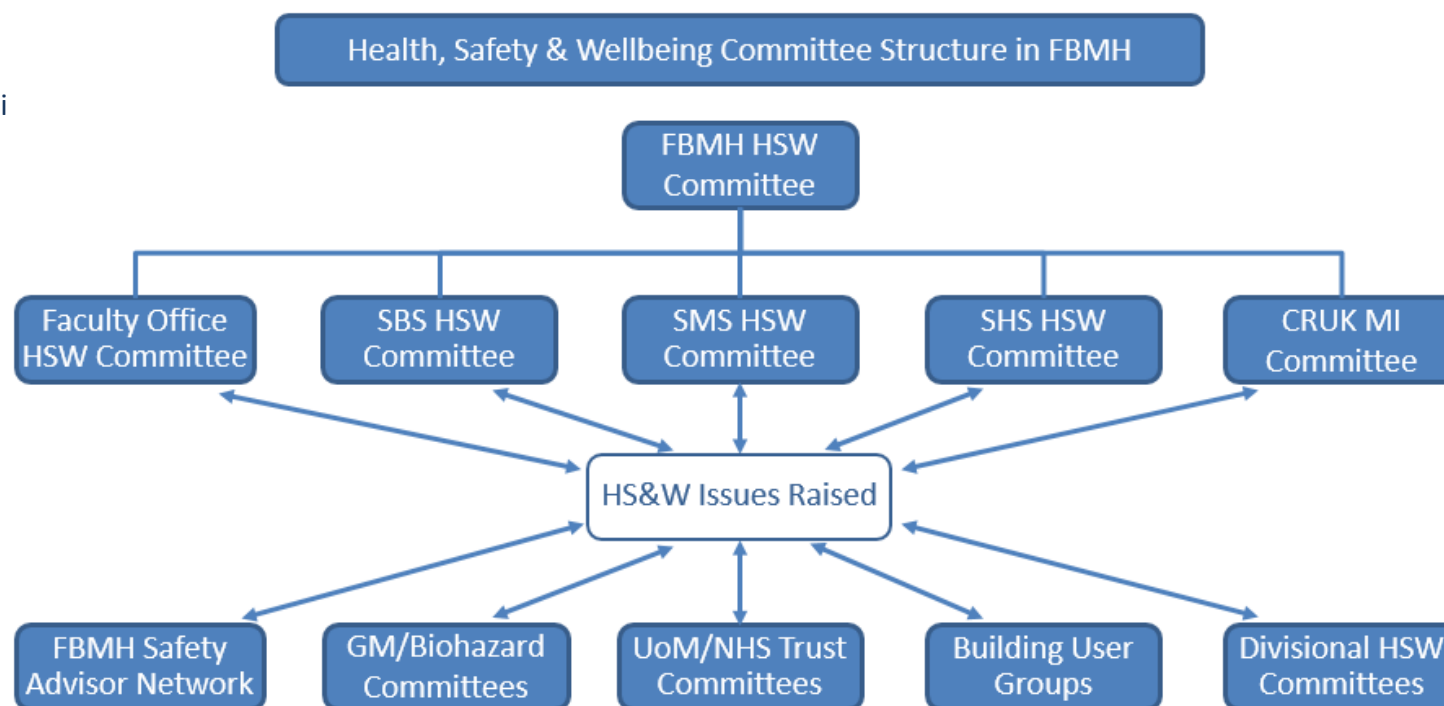 Health, Safety & Wellbeing Committee Structure in FBMH
i
FBMH HSW
Committee
Faculty Office
HSW Committee
SBS HSW
Committee
SMS HSW
Committee
SHS HSW
Committee
CRUK MI
Committee
HS&W Issues Raised
FBMH Safety
Advisor Network
GM/Biohazard
Committees
UoM/NHS Trust
Committees
Building User
Groups
Divisional HSW
Committees